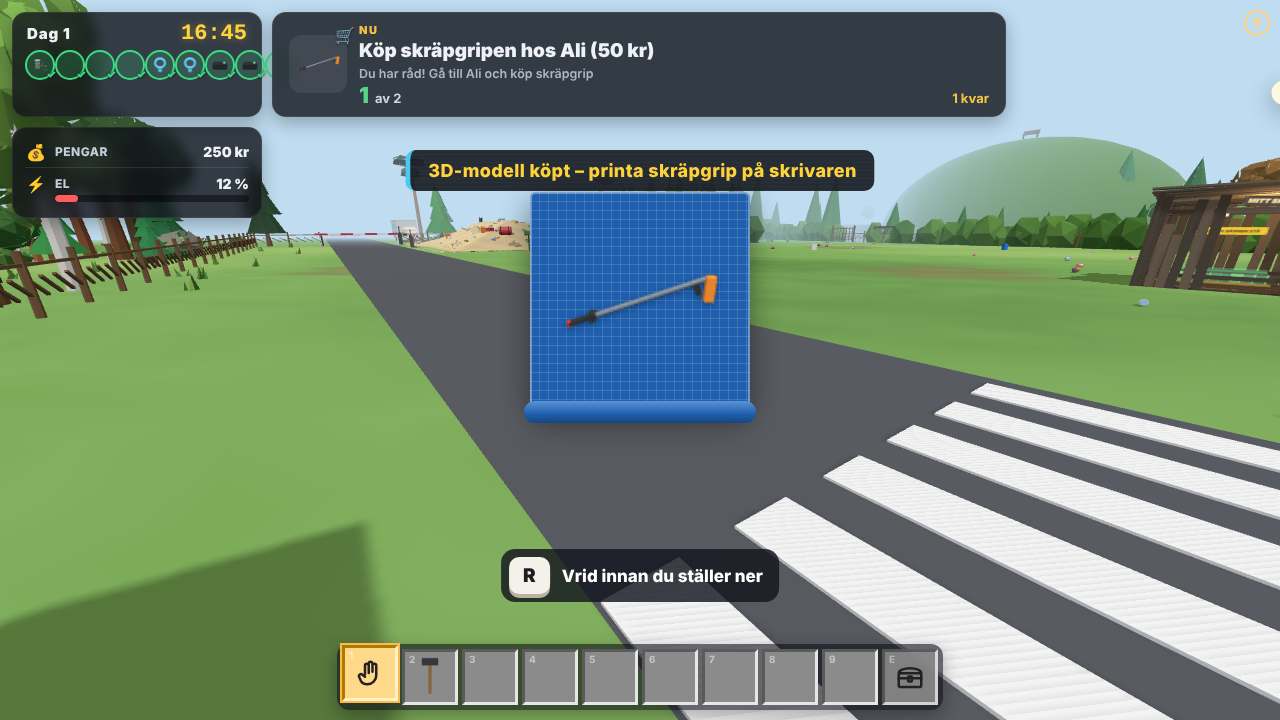 Dag 1
16:45
NU
Köp skräpgripen hos Ali (50 kr)
Du har råd! Gå till Ali och köp skräpgrip
1 av 2
1 kvar
PENGAR
250 kr
EL
12 %
3D-modell köpt – printa skräpgrip på skrivaren
R
Vrid innan du ställer ner
2
3
4
5
6
7
8
9
E